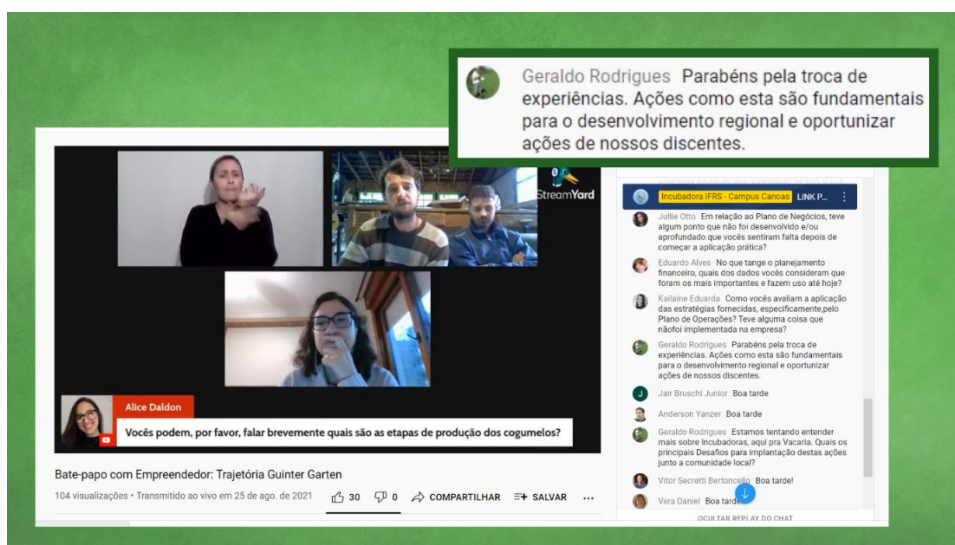 Geraldo Rodrigues Parabéns pela troca de
experiências. Ações como esta são fundamentais
para o desenvolvimento regional e oportunizar
ações de nossos discentes.
StreamYard
Alice Daldon
Vocês podem, por favor, falar brevemente quais são as etapas de produção dos cogumelos?
Bate-papo com Empreendedor: Trajetória Guinter Garten
104 visualizações • Transmitido ao vivo em 25 de ago. de 2021
30
0
COMPARTILHAR
SALVAR
Incubadora IFRS - Campus Canoas LINK P...
Jullie Otto Em relação ao Plano de Negócios, teve
algum ponto que não foi desenvolvido e/ou
aprofundado que vocês sentiram falta depois de
começar a aplicação prática?
Eduardo Alves No que tange o planejamento
financeiro, quais dos dados vocês consideram que
foram os mais importantes e fazem uso até hoje?
Kailaine Eduarda Como vocês avaliam a aplicação
das estratégias fornecidas, especificamente,pelo
Plano de Operações? Teve alguma coisa que
nãofoi implementada na empresa?
Geraldo Rodrigues Parabéns pela troca de
experiências. Ações como esta são fundamentais
para o desenvolvimento regional e oportunizar
ações de nossos discentes.
J
Jair Bruschi Junior Boa tarde
Anderson Yanzer Boa tarde
Geraldo Rodrigues Estamos tentando entender
mais sobre Incubadoras, aqui pra Vacaria. Quais os
principais Desafios para implantação destas ações
junto a comunidade local?
Vitor Secretti Bertoncello Boa tarde!
Vera Daniel Boa tarde
OCULTAR REPLAY DO CHAT